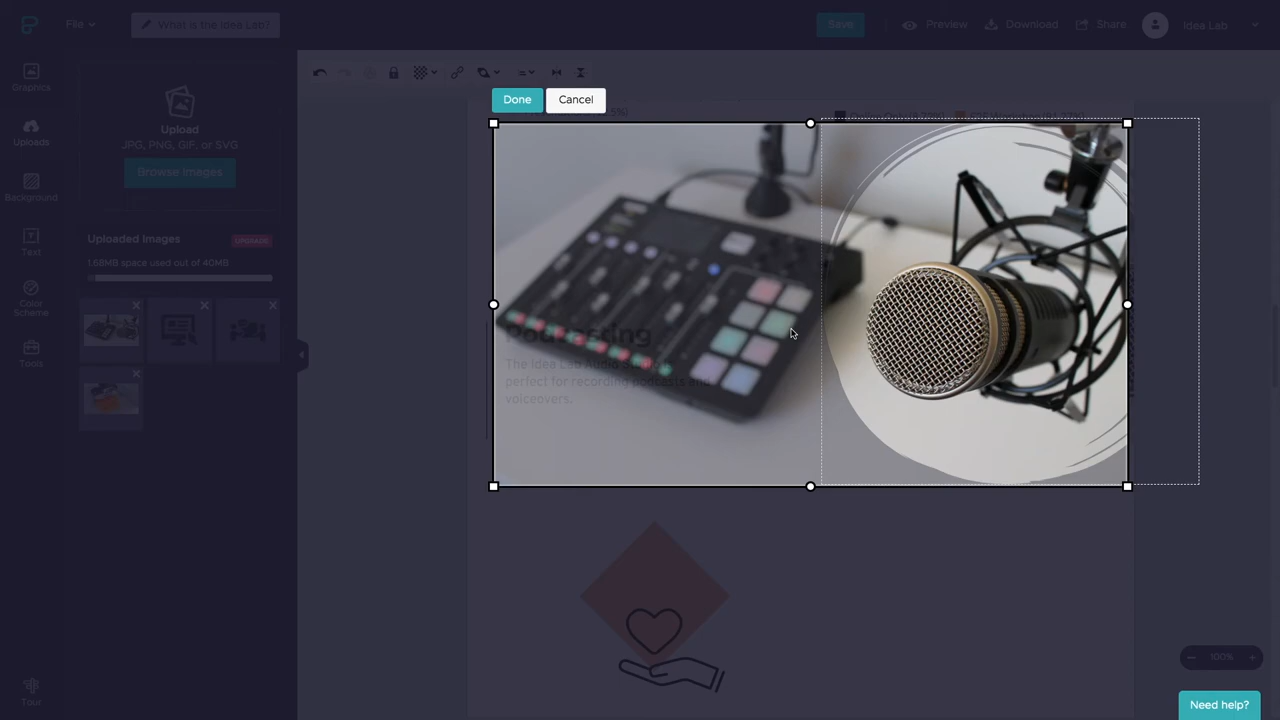 File
What is the Idea Lab?
Save
Preview
Download
Share
Idea Lab
Graphics
Uploads
Background
Text
Color
Scheme
Tools
Tour
Upload
JPG, PNG, GIF, or SVG
Browse Images
Uploaded Images
UPGRADE
1.68MB space used out of 40MB
Done
Cancel
Podcasting
The Idea Lab Audio
perfect for recording podcasts and
voiceovers.
100%
Need help?